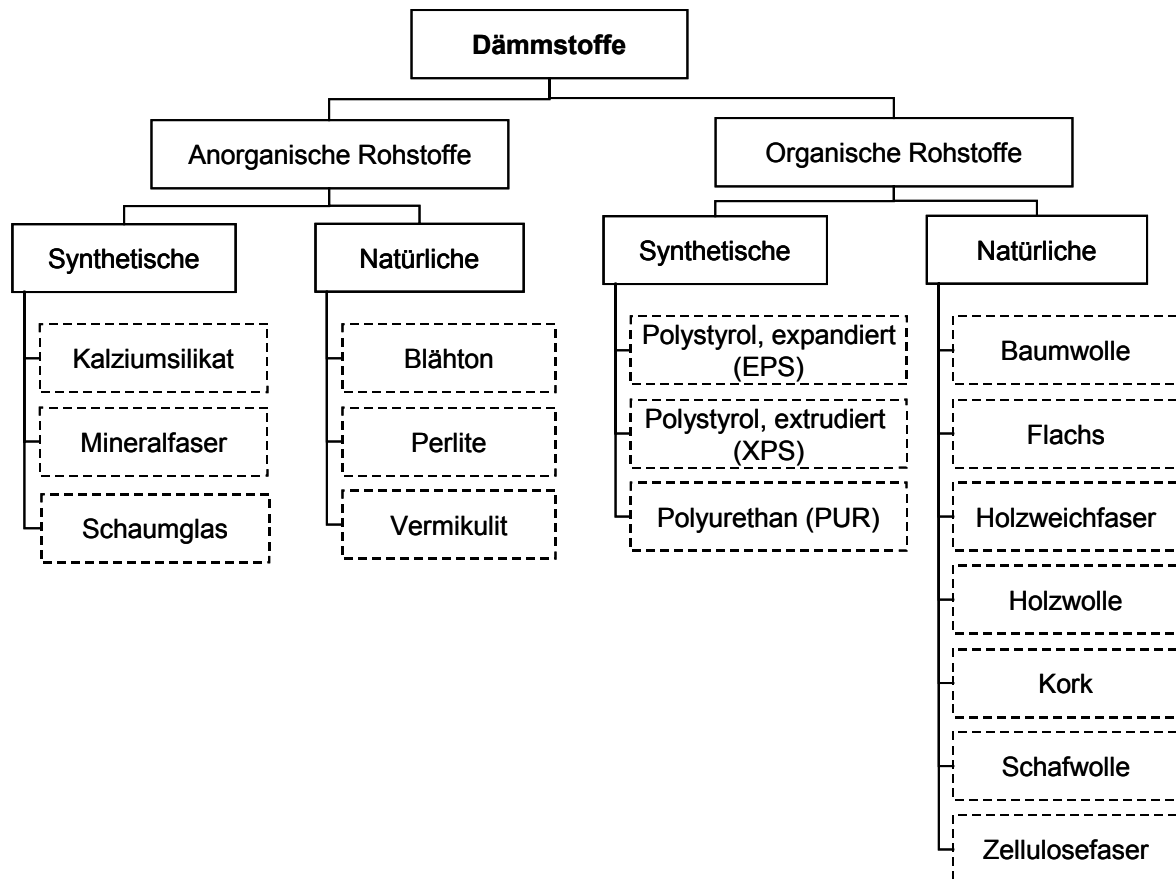 Dämmstoffe
Anorganische Rohstoffe
Organische Rohstoffe
Synthetische
Natürliche
Synthetische
Natürliche
Kalziumsilikat
Mineralfaser
Schaumglas
Blähton
Perlite
Vermikulit
Polystyrol, expandiert
(EPS)
Polystyrol, extrudiert
(XPS)
Polyurethan (PUR)
Baumwolle
Flachs
Holzweichfaser
Holzwolle
Kork
Schafwolle
Zellulosefaser